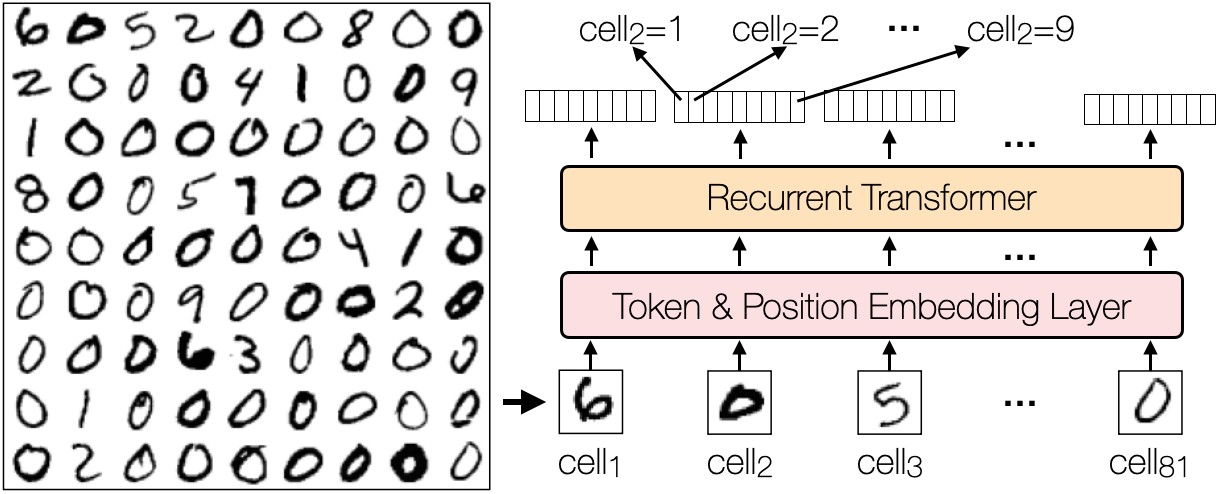 6 0 5 2 0 0 8 0 0
2 0 0 0 4 1 0 0 9
1 0 0 0 0 0 0 0 0
8 0 0 5 7 0 0 0 6
0 0 0 0 0 0 4 1 0
0 0 0 9 0 0 0 2 0
0 0 0 6 3 0 0 0 0
0 1 0 0 0 0 0 0 0
0 2 0 0 0 0 0 0 0
cell2=1 cell2=2 ... cell2=9
...
Recurrent Transformer
...
Token & Position Embedding Layer
6 0 5 ... 0
cell1 cell2 cell3 cell81